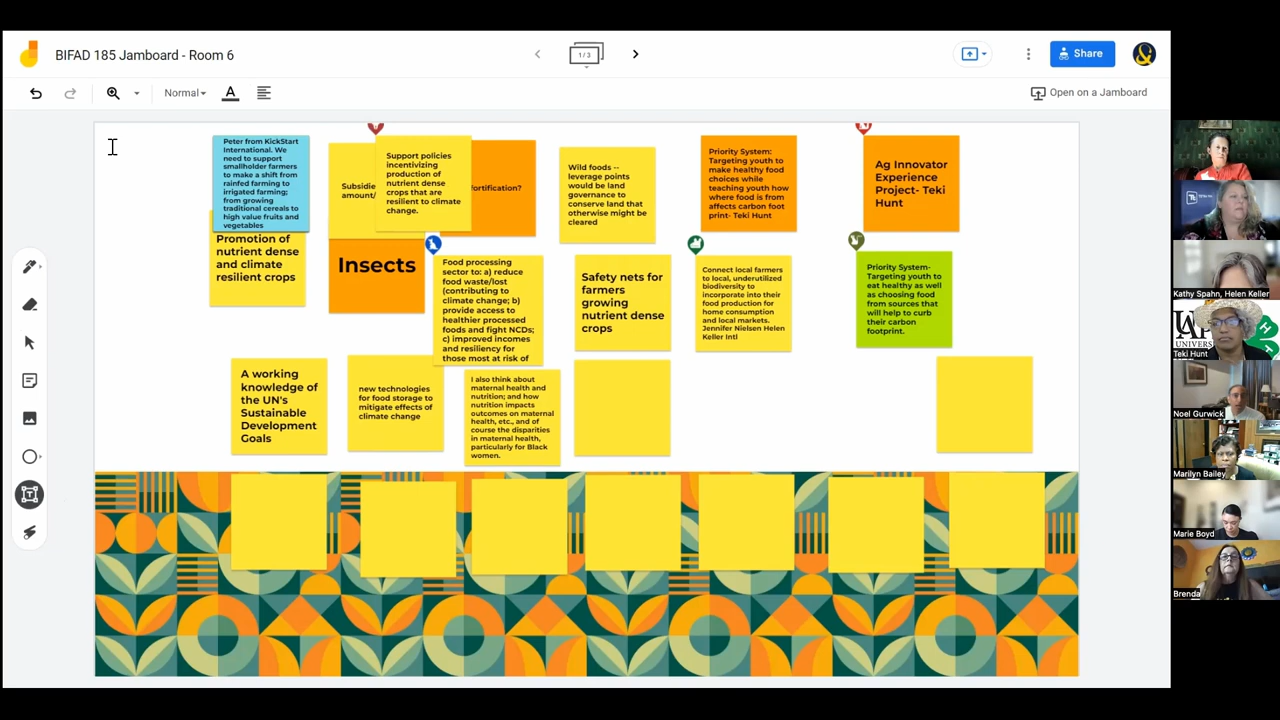 BIFAD 185 Jamboard - Room 6
1/3
Share
Normal
Open on a Jamboard
Peter from KickStart
International. We
need to support
smallholder farmers
to make a shift from
rainfed farming to
irrigated farming;
from growing
traditional cereals to
high value fruits and
vegetables
amount/
Support policies
incentivizing
production of
nutrient dense
crops that are
resilient to climate
change.
Wild foods --
leverage points
would be land
governance to
conserve land that
otherwise might be
cleared
Priority System:
Targeting youth to
make healthy food
choices while
teaching youth how
where food is from
affects carbon foot
print- Teki Hunt
Ag Innovator
Experience
Project- Teki
Hunt
Promotion of
nutrient dense
and climate
resilient crops
Insects
Food processing
sector to: a) reduce
food waste/lost
(contributing to
climate change; b)
provide access to
healthier processed
foods and fight NCDs;
c) improved incomes
and resiliency for
those most at risk of
Safety nets for
farmers
growing
nutrient dense
crops
Connect local farmers
to local, underutilized
biodiversity to
incorporate into their
food production for
home consumption
and local markets.
Jennifer Nielsen Helen
Keller Intl
Priority System-
Targeting youth to
eat healthy as well
as choosing food
from sources that
will help to curb
their carbon
footprint.
A working
knowledge of
the UN's
Sustainable
Development
Goals
new technologies
for food storage to
mitigate effects of
climate change
I also think about
maternal health and
nutrition; and how
nutrition impacts
outcomes on maternal
health, etc., and of
course the disparities
in maternal health,
particularly for Black
women.
Kathy Spahn, Helen Keller
Teki Hunt
Noel Gurwick
Marilyn Bailey
Marie Boyd
Brenda